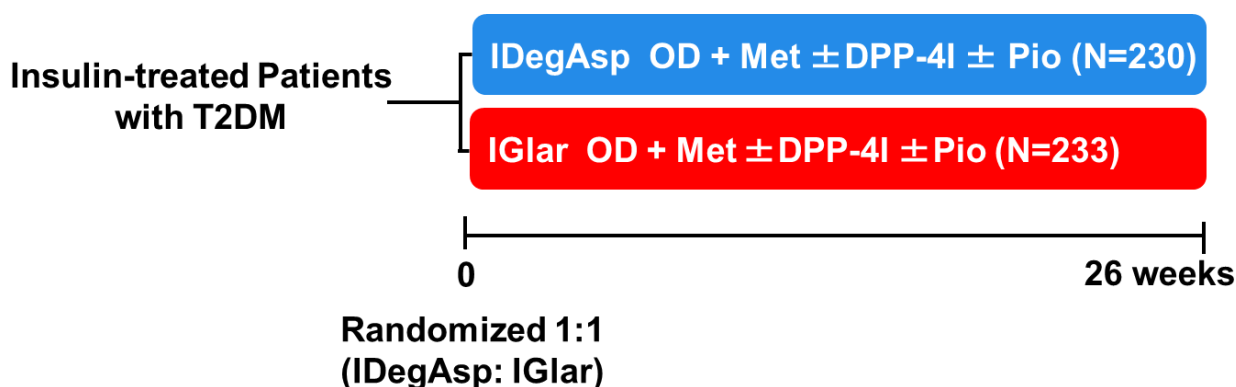 Insulin-treated Patients
with T2DM
IDegAsp OD + Met ±DPP-4I ± Pio (N=230)
IGlar OD + Met ±DPP-4I ±Pio (N=233)
0
26 weeks
Randomized 1:1
(IDegAsp: IGlar)